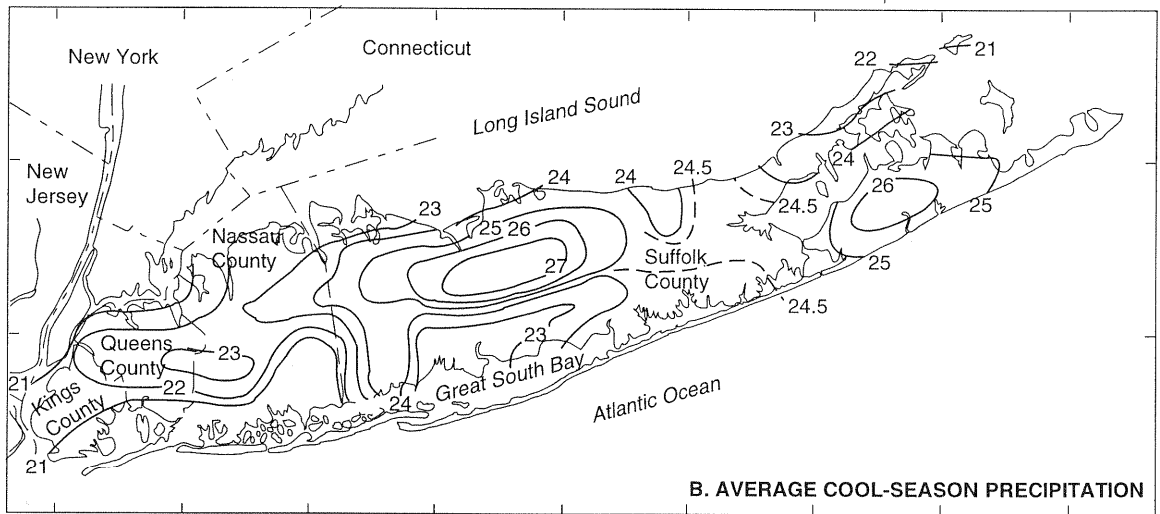 New York
Connecticut
Long Island Sound
New
Jersey
Nassau
County
Queens
County
Kings
County
Suffolk
County
Great South Bay
Atlantic Ocean
21
22
23
24
24.5
24
24
23
24.5
26
25
26
25
27
25
24.5
23
23
22
24
21
21
B. AVERAGE COOL-SEASON PRECIPITATION